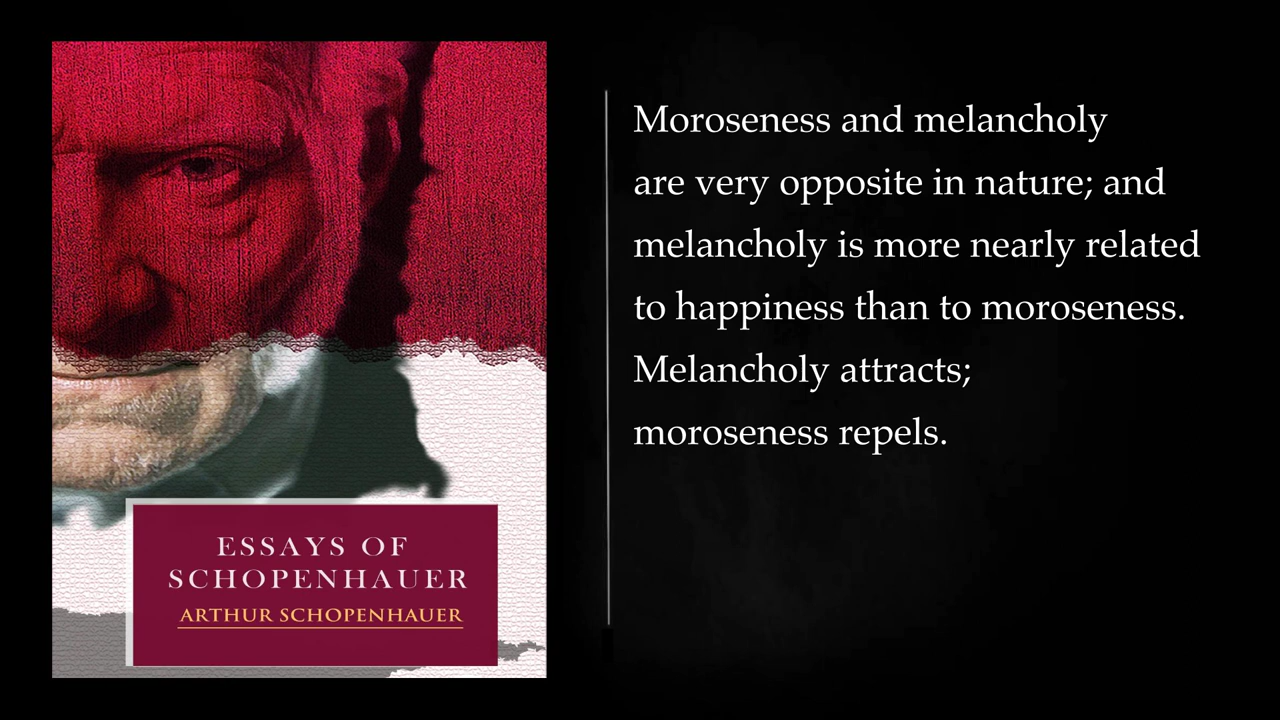 ESSAYS OF
SCHOPENHAUER
ARTHUR SCHOPENHAUER
Moroseness and melancholy
are very opposite in nature; and
melancholy is more nearly related
to happiness than to moroseness.
Melancholy attracts;
moroseness repels.